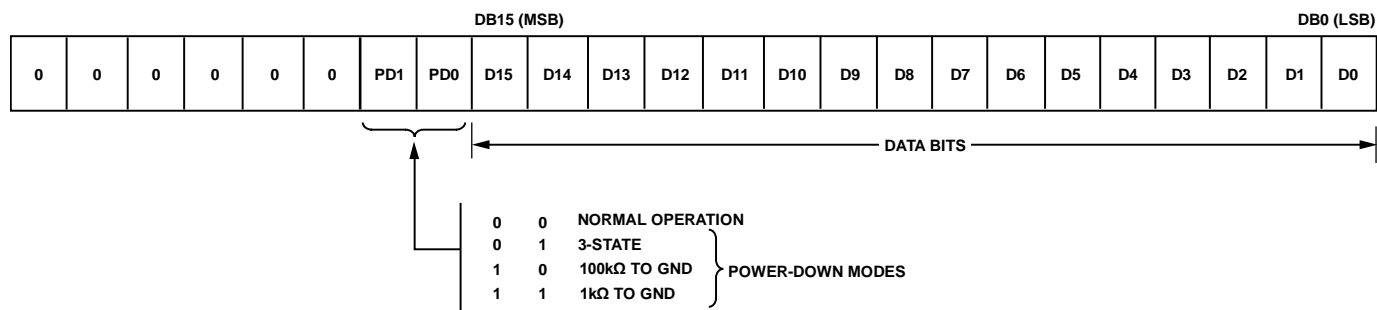 DB15 (MSB) DB0 (LSB)
0 0 0 0 0 0 PD1 PD0 D15 D14 D13 D12 D11 D10 D9 D8 D7 D6 D5 D4 D3 D2 D1 D0
DATA BITS
0 0 NORMAL OPERATION
0 1 3-STATE
1 0 100kΩ TO GND
POWER-DOWN MODES
1 1 1kΩ TO GND